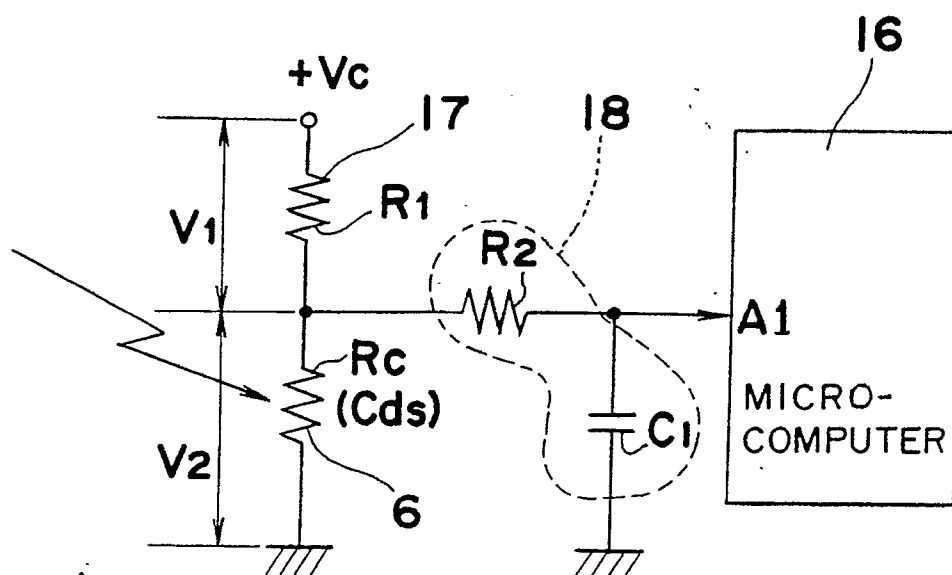 16
+Vc
17
18
R1
V1
R2
A1
Rc
(Cds)
MICRO-
COMPUTER
C1
V2
6